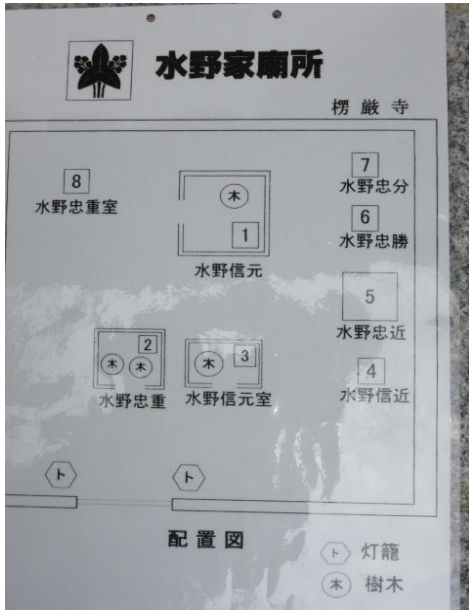 水野家廟所
楞厳寺
8
水野忠重室
木
1
水野信元
7
水野忠分
6
水野忠勝
5
水野忠近
2
木 木
水野忠重
木 3
水野信元室
4
水野信近
ト
ト
配置図
ト 灯籠
木 樹木